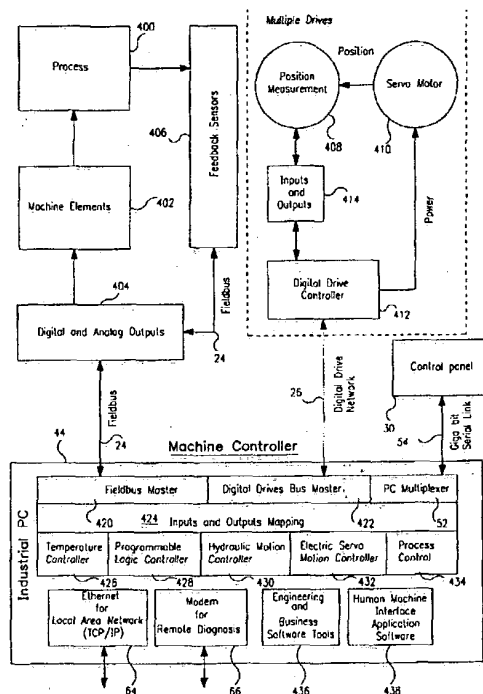 Multiple Drives
400
Process
406
Feedback Sensors
Position
Position
Measurement
Servo Motor
408
410
Machine Elements
402
Inputs
and
Outputs
414
Power
Digital Drive
Controller
412
404
Digital and Analog Outputs
Fieldbus
24
Fieldbus
24
26
Digital Drive
Network
Control panel
30
54
Giga bit
Serial Link
44
Machine Controller
Industrial PC
Fieldbus Master
Digital Drives Bus Master
PC Multiplexer
420
424
Inputs and Outputs Mapping
422
52
Temperature
Controller
Programmable
Logic Controller
Hydraulic Motion
Controller
Electric Servo
Motion Controller
Process
Control
426
428
430
432
434
Ethernet
for
Local Area Network
(TCP/IP)
Modem
for
Remote Diagnosis
Engineering
and
Business
Software Tools
Human Machine
Interface
Application
Software
64
66
436
438